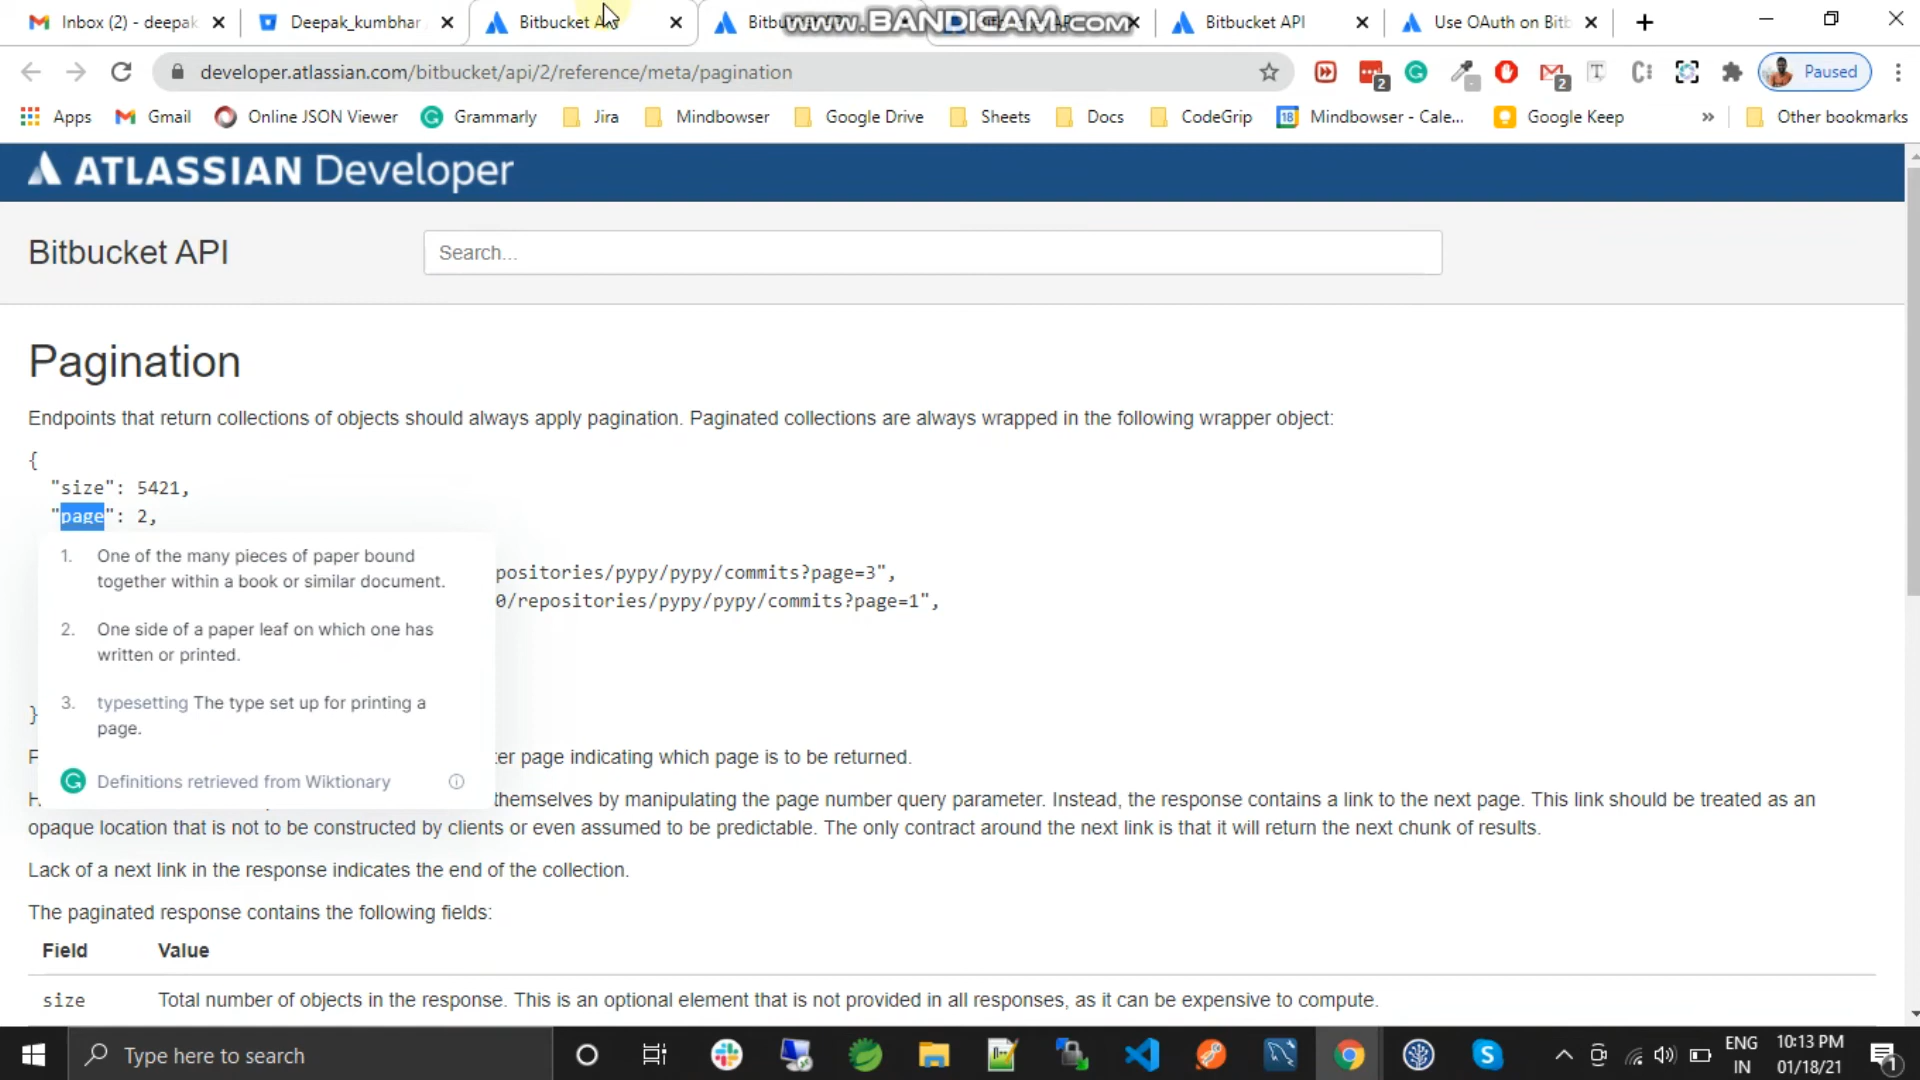 Inbox (2) - deepak
Deepak_kumbhar
Bitbucket A
Bitbu
www.BANDICAM.com
Bitbucket API
Use OAuth on Bitb
developer.atlassian.com/bitbucket/api/2/reference/meta/pagination
2
2
Paused
Apps
Gmail
Online JSON Viewer
Grammarly
Jira
Mindbowser
Google Drive
Sheets
Docs
CodeGrip
18
Mindbowser - Cale...
Google Keep
»
Other bookmarks
ATLASSIAN Developer
Bitbucket API
Search...
Pagination
Endpoints that return collections of objects should always apply pagination. Paginated collections are always wrapped in the following wrapper object:
{
"size": 5421,
"page": 2,
1. One of the many pieces of paper bound together within a book or similar document.
positories/pypy/pypy/commits?page=3",
0/repositories/pypy/pypy/commits?page=1",
2. One side of a paper leaf on which one has written or printed.
3. typesetting The type set up for printing a page.
}
ter page indicating which page is to be returned.
Definitions retrieved from Wiktionary
themselves by manipulating the page number query parameter. Instead, the response contains a link to the next page. This link should be treated as an
opaque location that is not to be constructed by clients or even assumed to be predictable. The only contract around the next link is that it will return the next chunk of results.
Lack of a next link in the response indicates the end of the collection.
The paginated response contains the following fields:
Field Value
size Total number of objects in the response. This is an optional element that is not provided in all responses, as it can be expensive to compute.
Type here to search
ENG
IN
10:13 PM
01/18/21
1